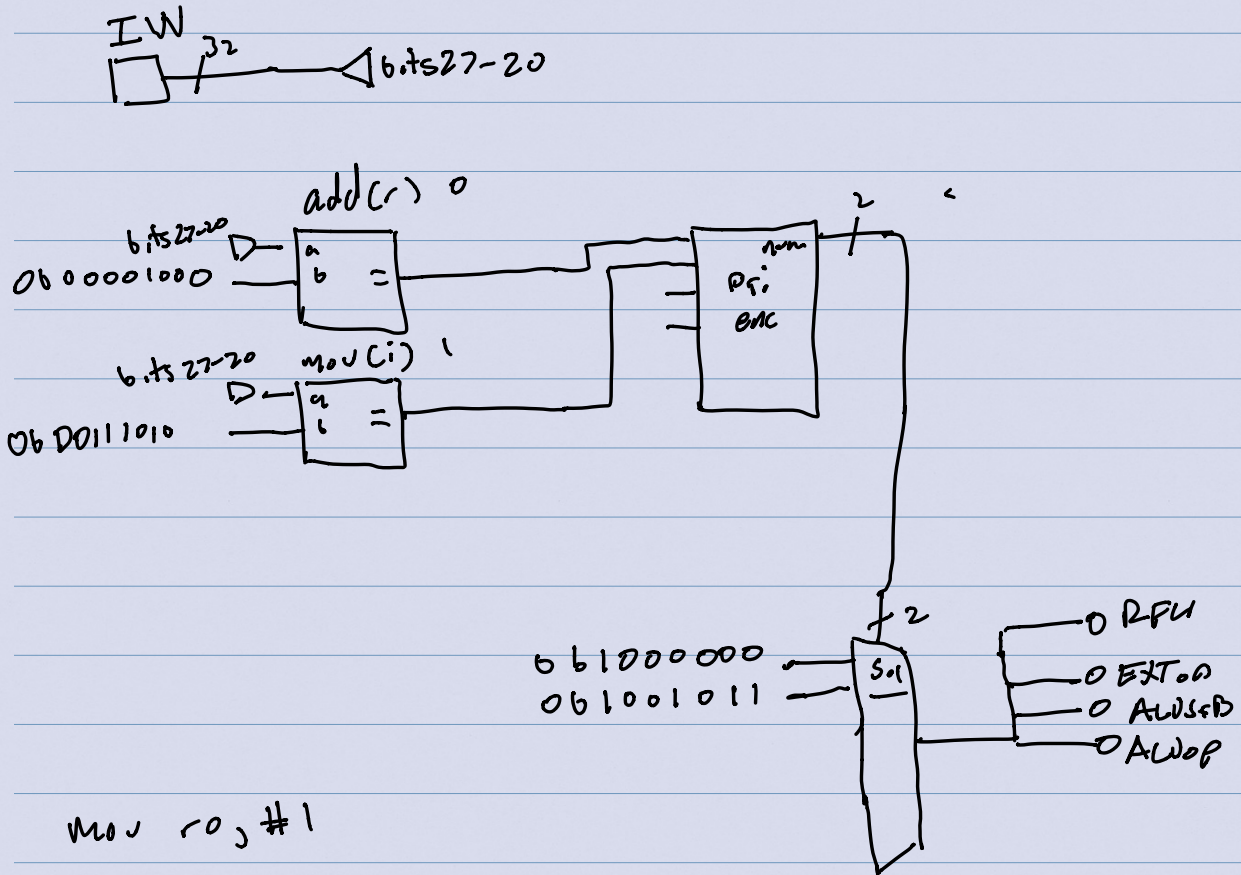 IW
32
bits27-20
add(r) 0
bits27-20
a
b
=
0b00001000
num
pri
enc
2
mov(i) 1
bits27-20
a
b
=
0b00111010
2
Sel
0b1000000
0b1001011
RFW
EXTOP
ALUSrB
ALUOP
mov r0, #1